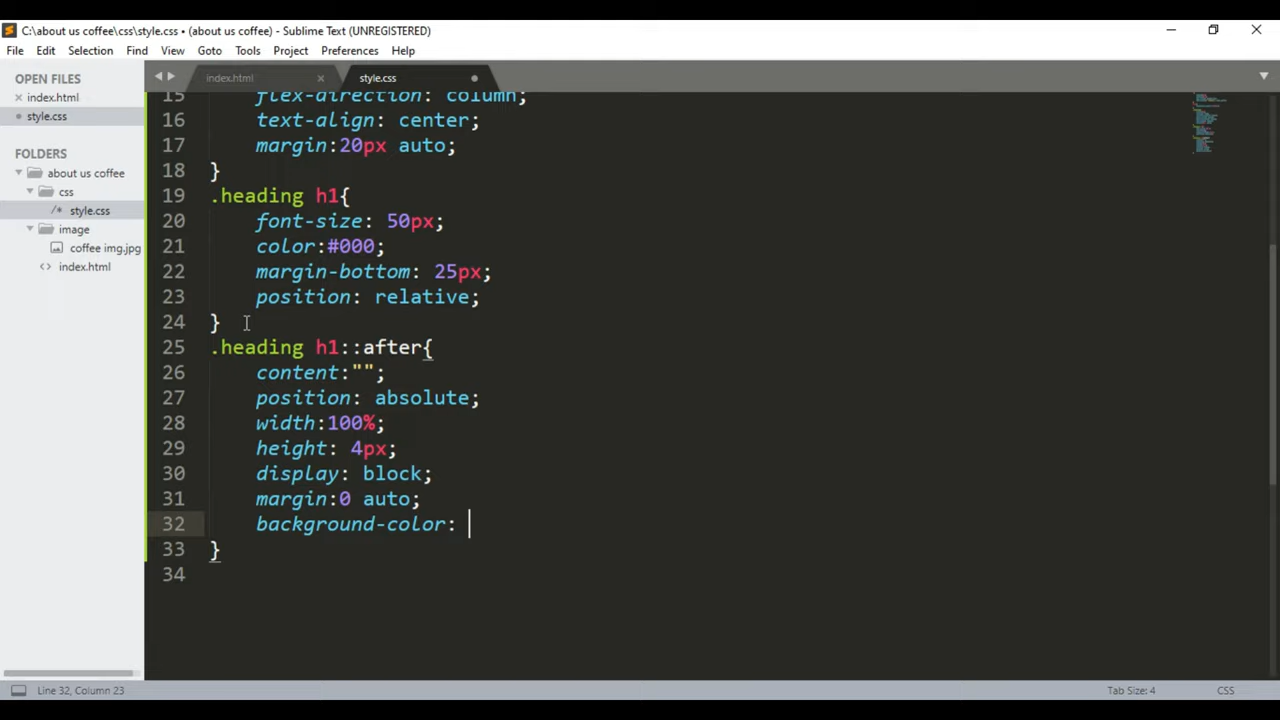 C:\about us coffee\css\style.css • (about us coffee) - Sublime Text (UNREGISTERED)
File Edit Selection Find View Goto Tools Project Preferences Help
OPEN FILES
index.html
style.css
FOLDERS
about us coffee
css
/* style.css
image
coffee img.jpg
<> index.html
index.html
style.css
15 flex-direction: column;
16 text-align: center;
17 margin:20px auto;
18 }
19 .heading h1{
20 font-size: 50px;
21 color:#000;
22 margin-bottom: 25px;
23 position: relative;
24 }
25 .heading h1::after{
26 content:"";
27 position: absolute;
28 width:100%;
29 height: 4px;
30 display: block;
31 margin:0 auto;
32 background-color:
33 }
34
Line 32, Column 23
Tab Size: 4
CSS